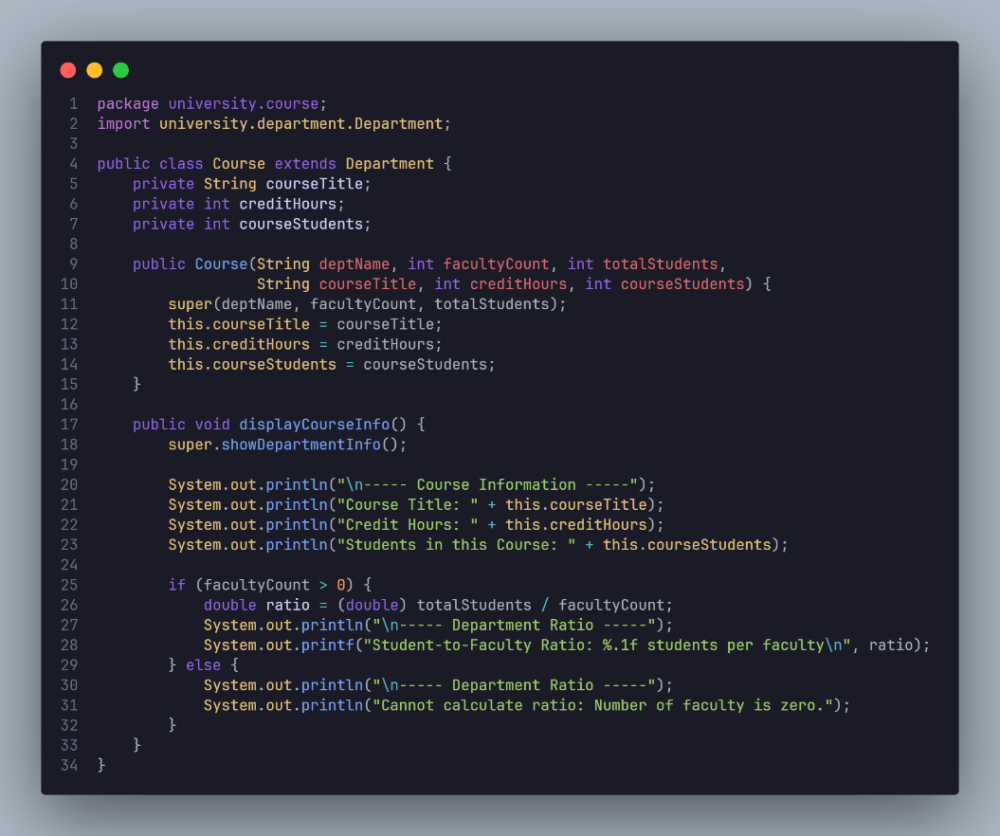 1 package university.course;
2 import university.department.Department;
3
4 public class Course extends Department {
5     private String courseTitle;
6     private int creditHours;
7     private int courseStudents;
8
9     public Course(String deptName, int facultyCount, int totalStudents,
10                   String courseTitle, int creditHours, int courseStudents) {
11         super(deptName, facultyCount, totalStudents);
12         this.courseTitle = courseTitle;
13         this.creditHours = creditHours;
14         this.courseStudents = courseStudents;
15     }
16
17     public void displayCourseInfo() {
18         super.showDepartmentInfo();
19
20         System.out.println("\n----- Course Information -----");
21         System.out.println("Course Title: " + this.courseTitle);
22         System.out.println("Credit Hours: " + this.creditHours);
23         System.out.println("Students in this Course: " + this.courseStudents);
24
25         if (facultyCount > 0) {
26             double ratio = (double) totalStudents / facultyCount;
27             System.out.println("\n----- Department Ratio -----");
28             System.out.printf("Student-to-Faculty Ratio: %.1f students per faculty\n", ratio);
29         } else {
30             System.out.println("\n----- Department Ratio -----");
31             System.out.println("Cannot calculate ratio: Number of faculty is zero.");
32         }
33     }
34 }